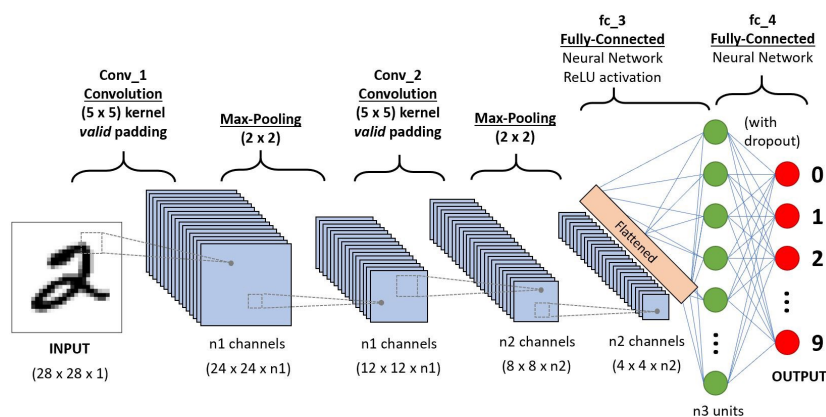 Conv_1
Convolution
(5 x 5) kernel
valid padding
Max-Pooling
(2 x 2)
Conv_2
Convolution
(5 x 5) kernel
valid padding
Max-Pooling
(2 x 2)
fc_3
Fully-Connected
Neural Network
ReLU activation
fc_4
Fully-Connected
Neural Network
(with
dropout)
2
Flattened
0
1
2
9
INPUT
(28 x 28 x 1)
n1 channels
(24 x 24 x n1)
n1 channels
(12 x 12 x n1)
n2 channels
(8 x 8 x n2)
n2 channels
(4 x 4 x n2)
n3 units
OUTPUT